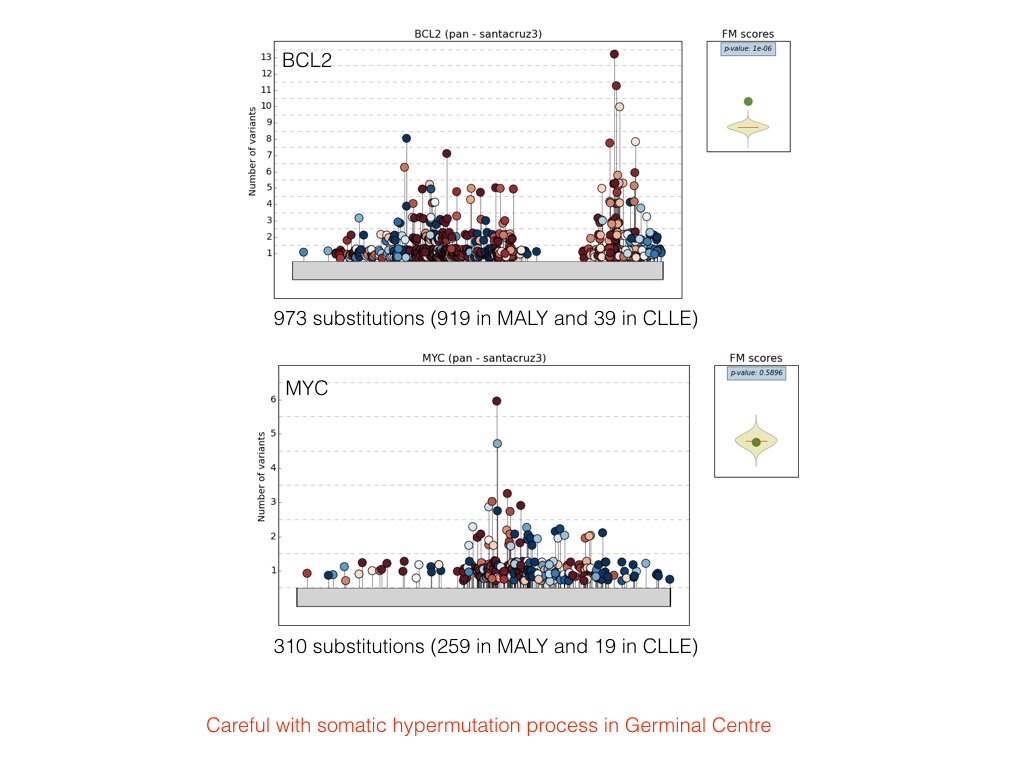 BCL2 (pan - santacruz3)
FM scores
BCL2
p-value: 1e-06
Number of variants
13
12
11
10
9
8
7
6
5
4
3
2
1
973 substitutions (919 in MALY and 39 in CLLE)
MYC (pan - santacruz3)
FM scores
MYC
p-value: 0.5896
Number of variants
6
5
4
3
2
1
310 substitutions (259 in MALY and 19 in CLLE)
Careful with somatic hypermutation process in Germinal Centre